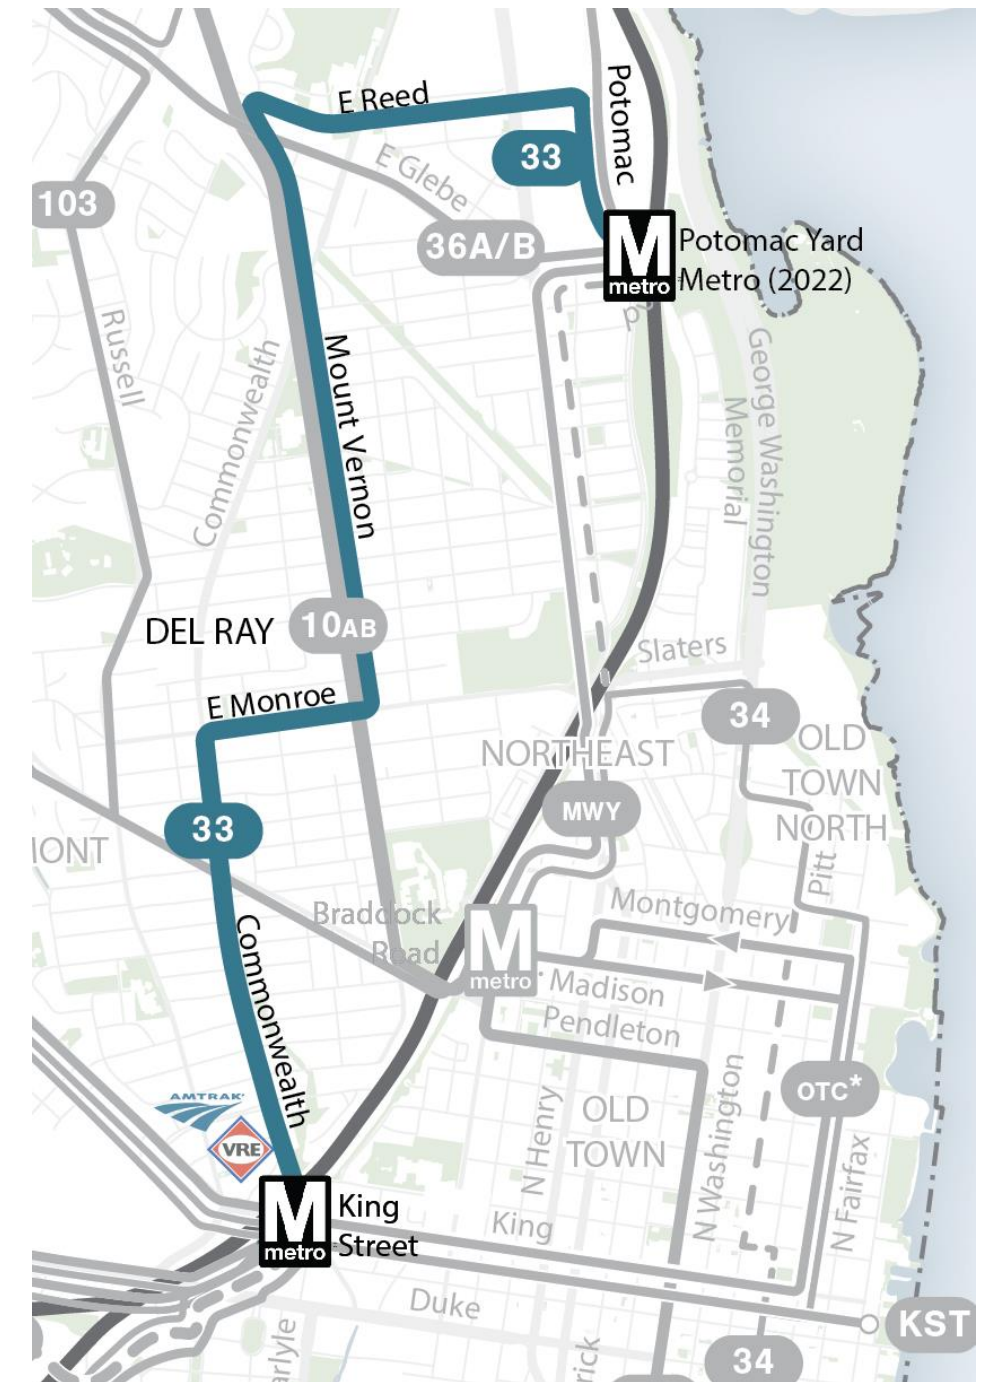 E Reed
Potomac
33
E Glebe
103
36A/B
M
metro
Potomac Yard
Metro (2022)
Russell
Commonwealth
Mount Vernon
George Washington
Memorial
DEL RAY
10AB
Slaters
E Monroe
34
OLD
TOWN
NORTH
NORTHEAST
MWY
33
Pitt
Braddock
Road
M
metro
Montgomery
Madison
Pendleton
Commonwealth
OTC*
AMTRAK
VRE
N Henry
OLD
TOWN
N Washington
N Fairfax
M
metro
King
Street
King
Duke
KST
34